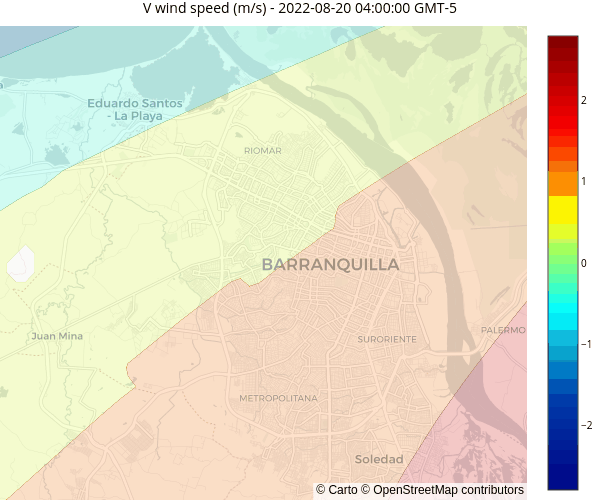 V wind speed (m/s) - 2022-08-20 04:00:00 GMT-5
Eduardo Santos
- La Playa
RIOMAR
BARRANQUILLA
Juan Mina
SURORIENTE
PALERMO
METROPOLITANA
Soledad
© Carto © OpenStreetMap contributors
2
1
0
−1
−2